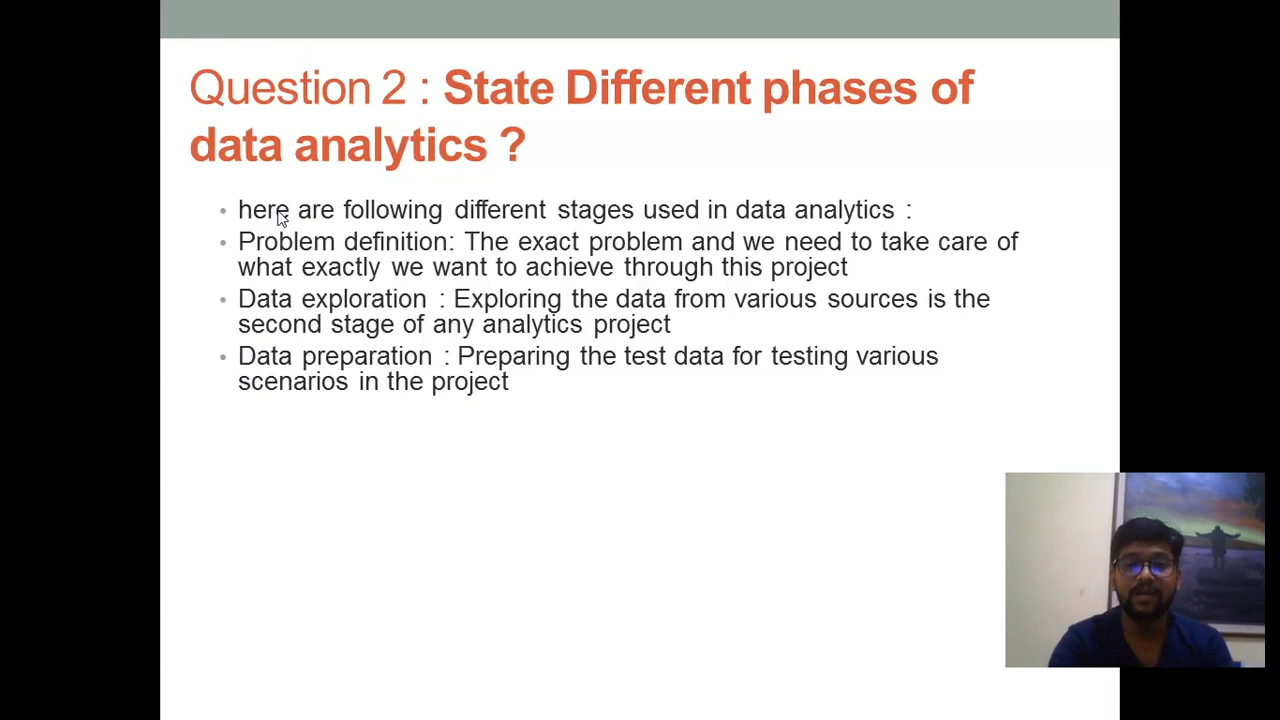 Question 2 : State Different phases of
data analytics ?
• here are following different stages used in data analytics :
• Problem definition: The exact problem and we need to take care of
what exactly we want to achieve through this project
• Data exploration : Exploring the data from various sources is the
second stage of any analytics project
• Data preparation : Preparing the test data for testing various
scenarios in the project